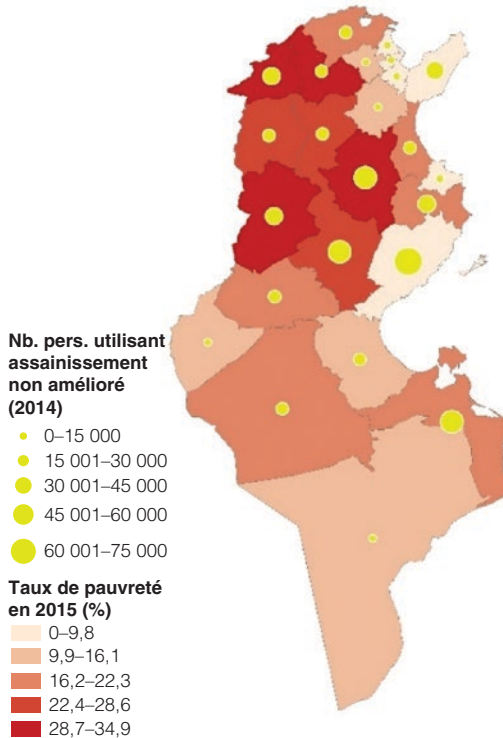 Nb. pers. utilisant
assainissement
non amélioré
(2014)
0–15 000
15 001–30 000
30 001–45 000
45 001–60 000
60 001–75 000
Taux de pauvreté
en 2015 (%)
0–9,8
9,9–16,1
16,2–22,3
22,4–28,6
28,7–34,9